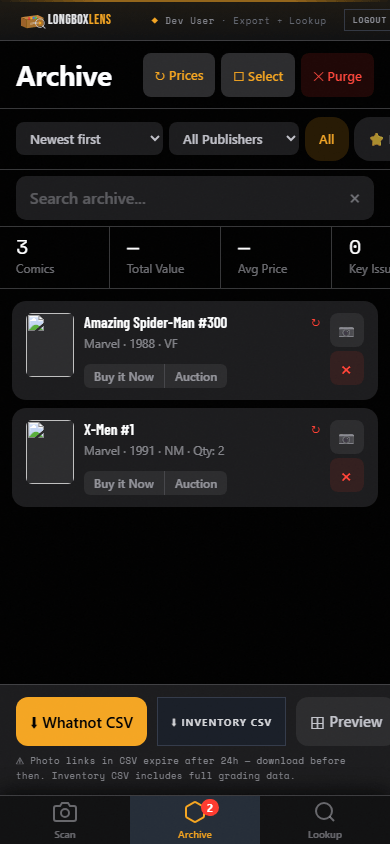 LONGBOXLENS
◆ Dev User · Export + Lookup
LOGOUT
Archive
↻ Prices
☐ Select
✕ Purge
Newest first
All Publishers
All
Search archive...
✕
3
Comics
—
Total Value
—
Avg Price
0
Key Issu
Amazing Spider-Man #300
↻
Marvel · 1988 · VF
Buy it Now
Auction
✕
X-Men #1
↻
Marvel · 1991 · NM · Qty: 2
Buy it Now
Auction
✕
⬇ Whatnot CSV
⬇ INVENTORY CSV
⊞ Preview
⚠ Photo links in CSV expire after 24h — download before
then. Inventory CSV includes full grading data.
2
Scan
Archive
Lookup